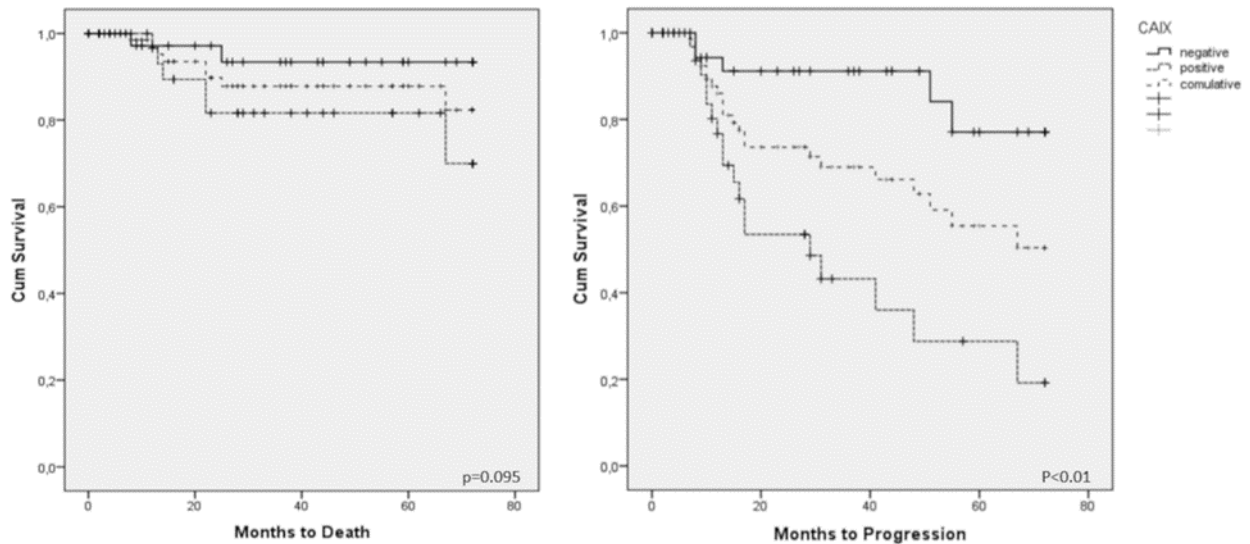 1,0
0,8
0,6
0,4
0,2
0,0
Cum Survival
p=0.095
0 20 40 60 80
Months to Death
1,0
0,8
0,6
0,4
0,2
0,0
Cum Survival
P<0.01
0 20 40 60 80
Months to Progression
CAIX
negative
positive
comulative